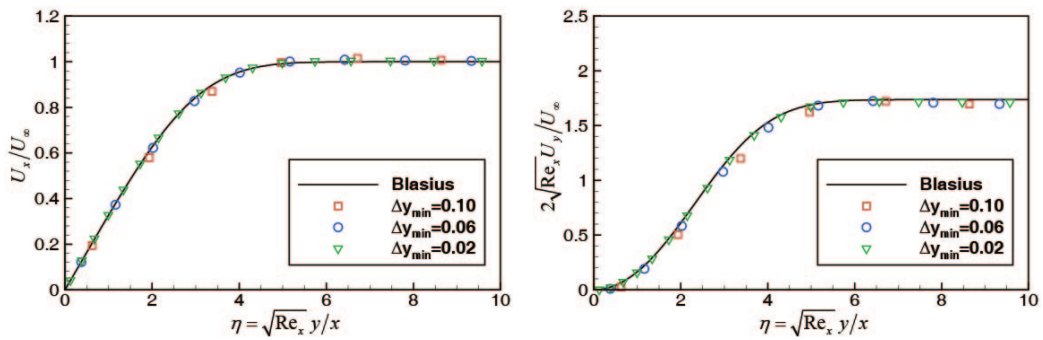 1.2
1
0.8
0.6
0.4
0.2
0
U_x/U_∞
Blasius
Δy_min=0.10
Δy_min=0.06
Δy_min=0.02
0 2 4 6 8 10
η = √Re_x y/x
2.5
2
1.5
1
0.5
0
2√Re_x U_y/U_∞
Blasius
Δy_min=0.10
Δy_min=0.06
Δy_min=0.02
0 2 4 6 8 10
η = √Re_x y/x